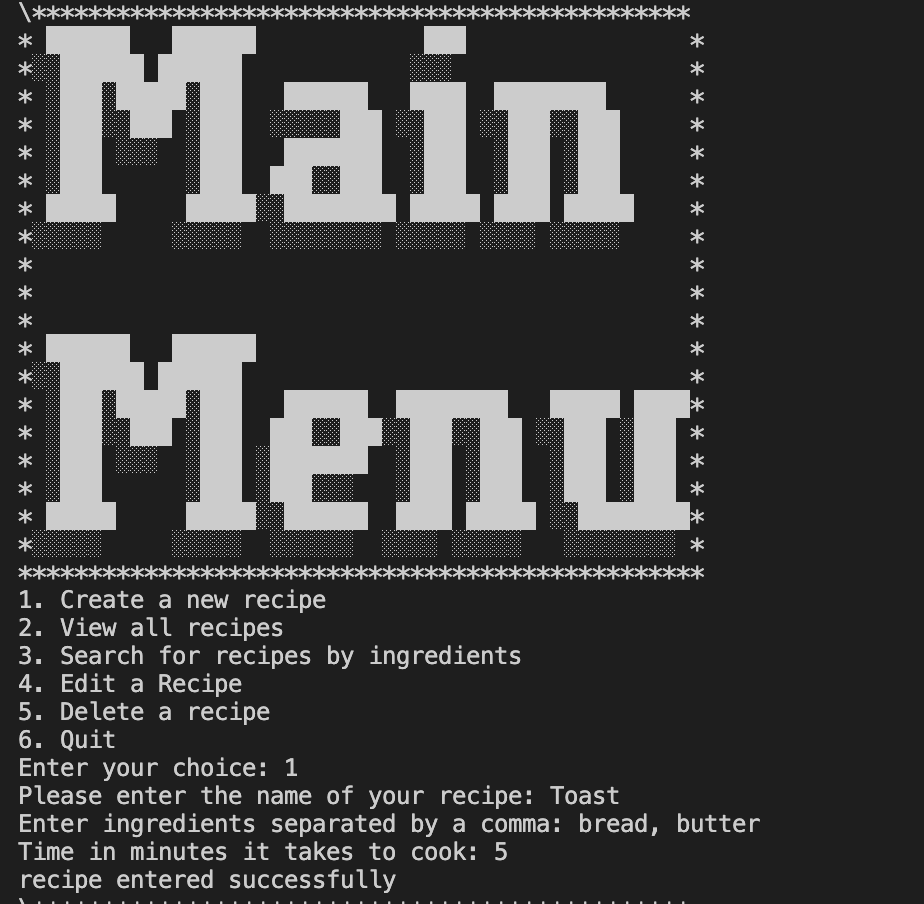 \***********************************************
Main
Menu
*************************************************
1. Create a new recipe
2. View all recipes
3. Search for recipes by ingredients
4. Edit a Recipe
5. Delete a recipe
6. Quit
Enter your choice: 1
Please enter the name of your recipe: Toast
Enter ingredients separated by a comma: bread, butter
Time in minutes it takes to cook: 5
recipe entered successfully